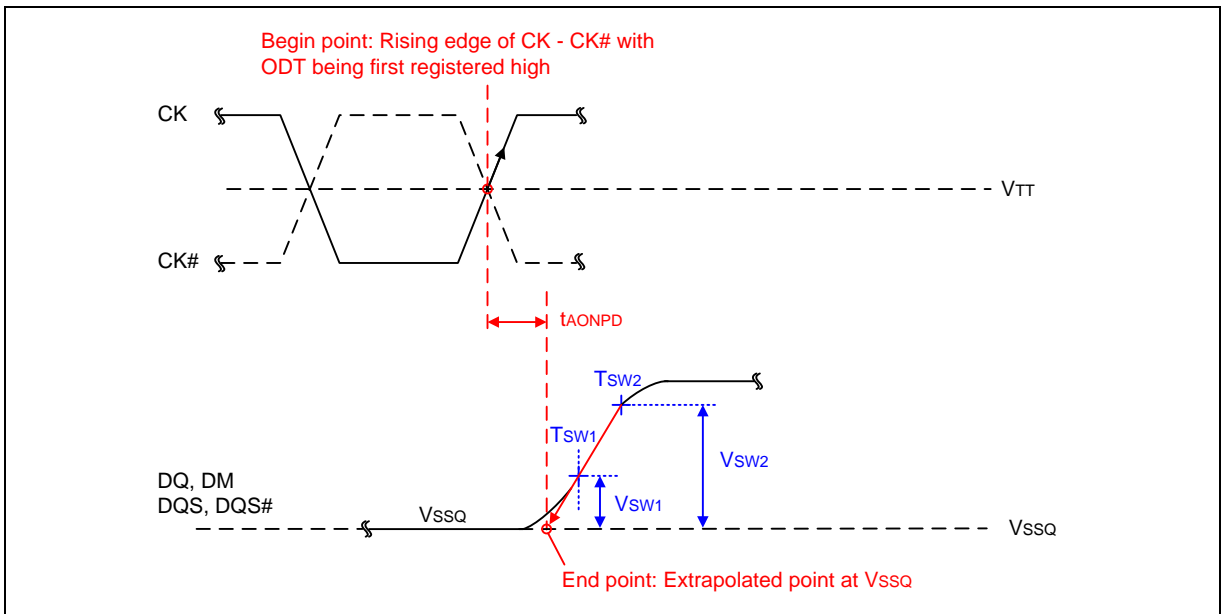 Begin point: Rising edge of CK - CK# with
ODT being first registered high
CK
VTT
CK#
tAONPD
TSW2
TSW1
VSW2
DQ, DM
DQS, DQS#
VSSQ
VSW1
VSSQ
End point: Extrapolated point at VSSQ